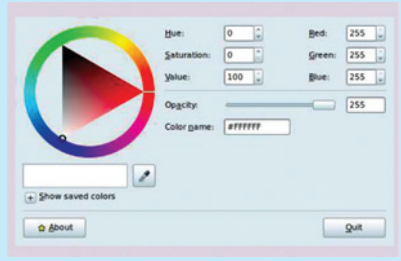 Hue: 0 Red: 255
Saturation: 0 Green: 255
Value: 100 Blue: 255
Opacity: 255
Color name: #FFFFFF
Show saved colors
About Quit